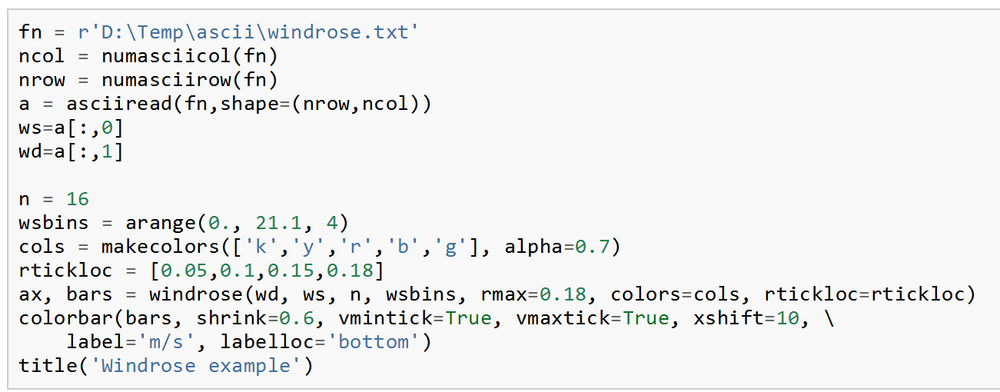 fn = r'D:\Temp\ascii\windrose.txt'
ncol = numasciicol(fn)
nrow = numasciirow(fn)
a = asciiread(fn,shape=(nrow,ncol))
ws=a[:,0]
wd=a[:,1]
n = 16
wsbins = arange(0., 21.1, 4)
cols = makecolors(['k','y','r','b','g'], alpha=0.7)
rtickloc = [0.05,0.1,0.15,0.18]
ax, bars = windrose(wd, ws, n, wsbins, rmax=0.18, colors=cols, rtickloc=rtickloc)
colorbar(bars, shrink=0.6, vmintick=True, vmaxtick=True, xshift=10, \
    label='m/s', labelloc='bottom')
title('Windrose example')